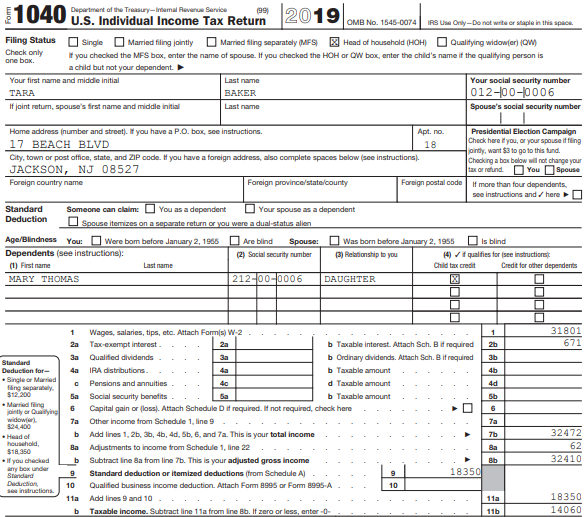 Form 1040 Department of the Treasury—Internal Revenue Service (99) U.S. Individual Income Tax Return 2019 OMB No. 1545-0074 IRS Use Only—Do not write or staple in this space.
Filing Status Single Married filing jointly Married filing separately (MFS) X Head of household (HOH) Qualifying widow(er) (QW)
Check only one box. If you checked the MFS box, enter the name of spouse. If you checked the HOH or QW box, enter the child's name if the qualifying person is
a child but not your dependent. ▶
Your first name and middle initial Last name Your social security number
TARA BAKER 012-00-0006
If joint return, spouse's first name and middle initial Last name Spouse's social security number
Home address (number and street). If you have a P.O. box, see instructions. Apt. no. Presidential Election Campaign
17 BEACH BLVD 18 Check here if you, or your spouse if filing jointly, want $3 to go to this fund.
City, town or post office, state, and ZIP code. If you have a foreign address, also complete spaces below (see instructions). Checking a box below will not change your
JACKSON, NJ 08527 tax or refund. You Spouse
Foreign country name Foreign province/state/county Foreign postal code If more than four dependents,
see instructions and ✓ here ▶
Standard Deduction Someone can claim: You as a dependent Your spouse as a dependent
Spouse itemizes on a separate return or you were a dual-status alien
Age/Blindness You: Were born before January 2, 1955 Are blind Spouse: Was born before January 2, 1955 Is blind
Dependents (see instructions): (2) Social security number (3) Relationship to you (4) ✓ if qualifies for (see instructions):
(1) First name Last name Child tax credit Credit for other dependents
MARY THOMAS 212-00-0006 DAUGHTER X
1 Wages, salaries, tips, etc. Attach Form(s) W-2 1 31801
2a Tax-exempt interest 2a b Taxable interest. Attach Sch. B if required 2b 671
3a Qualified dividends 3a b Ordinary dividends. Attach Sch. B if required 3b
4a IRA distributions 4a b Taxable amount 4b
c Pensions and annuities 4c d Taxable amount 4d
5a Social security benefits 5a b Taxable amount 5b
6 Capital gain or (loss). Attach Schedule D if required. If not required, check here ▶ 6
7a Other income from Schedule 1, line 9 7a
b Add lines 1, 2b, 3b, 4b, 4d, 5b, 6, and 7a. This is your total income ▶ 7b 32472
8a Adjustments to income from Schedule 1, line 22 8a 62
b Subtract line 8a from line 7b. This is your adjusted gross income ▶ 8b 32410
9 Standard deduction or itemized deductions (from Schedule A) 9 18350
10 Qualified business income deduction. Attach Form 8995 or Form 8995-A 10
11a Add lines 9 and 10 11a 18350
b Taxable income. Subtract line 11a from line 8b. If zero or less, enter -0- 11b 14060
Standard Deduction for—
• Single or Married filing separately, $12,200
• Married filing jointly or Qualifying widow(er), $24,400
• Head of household, $18,350
• If you checked any box under Standard Deduction, see instructions.